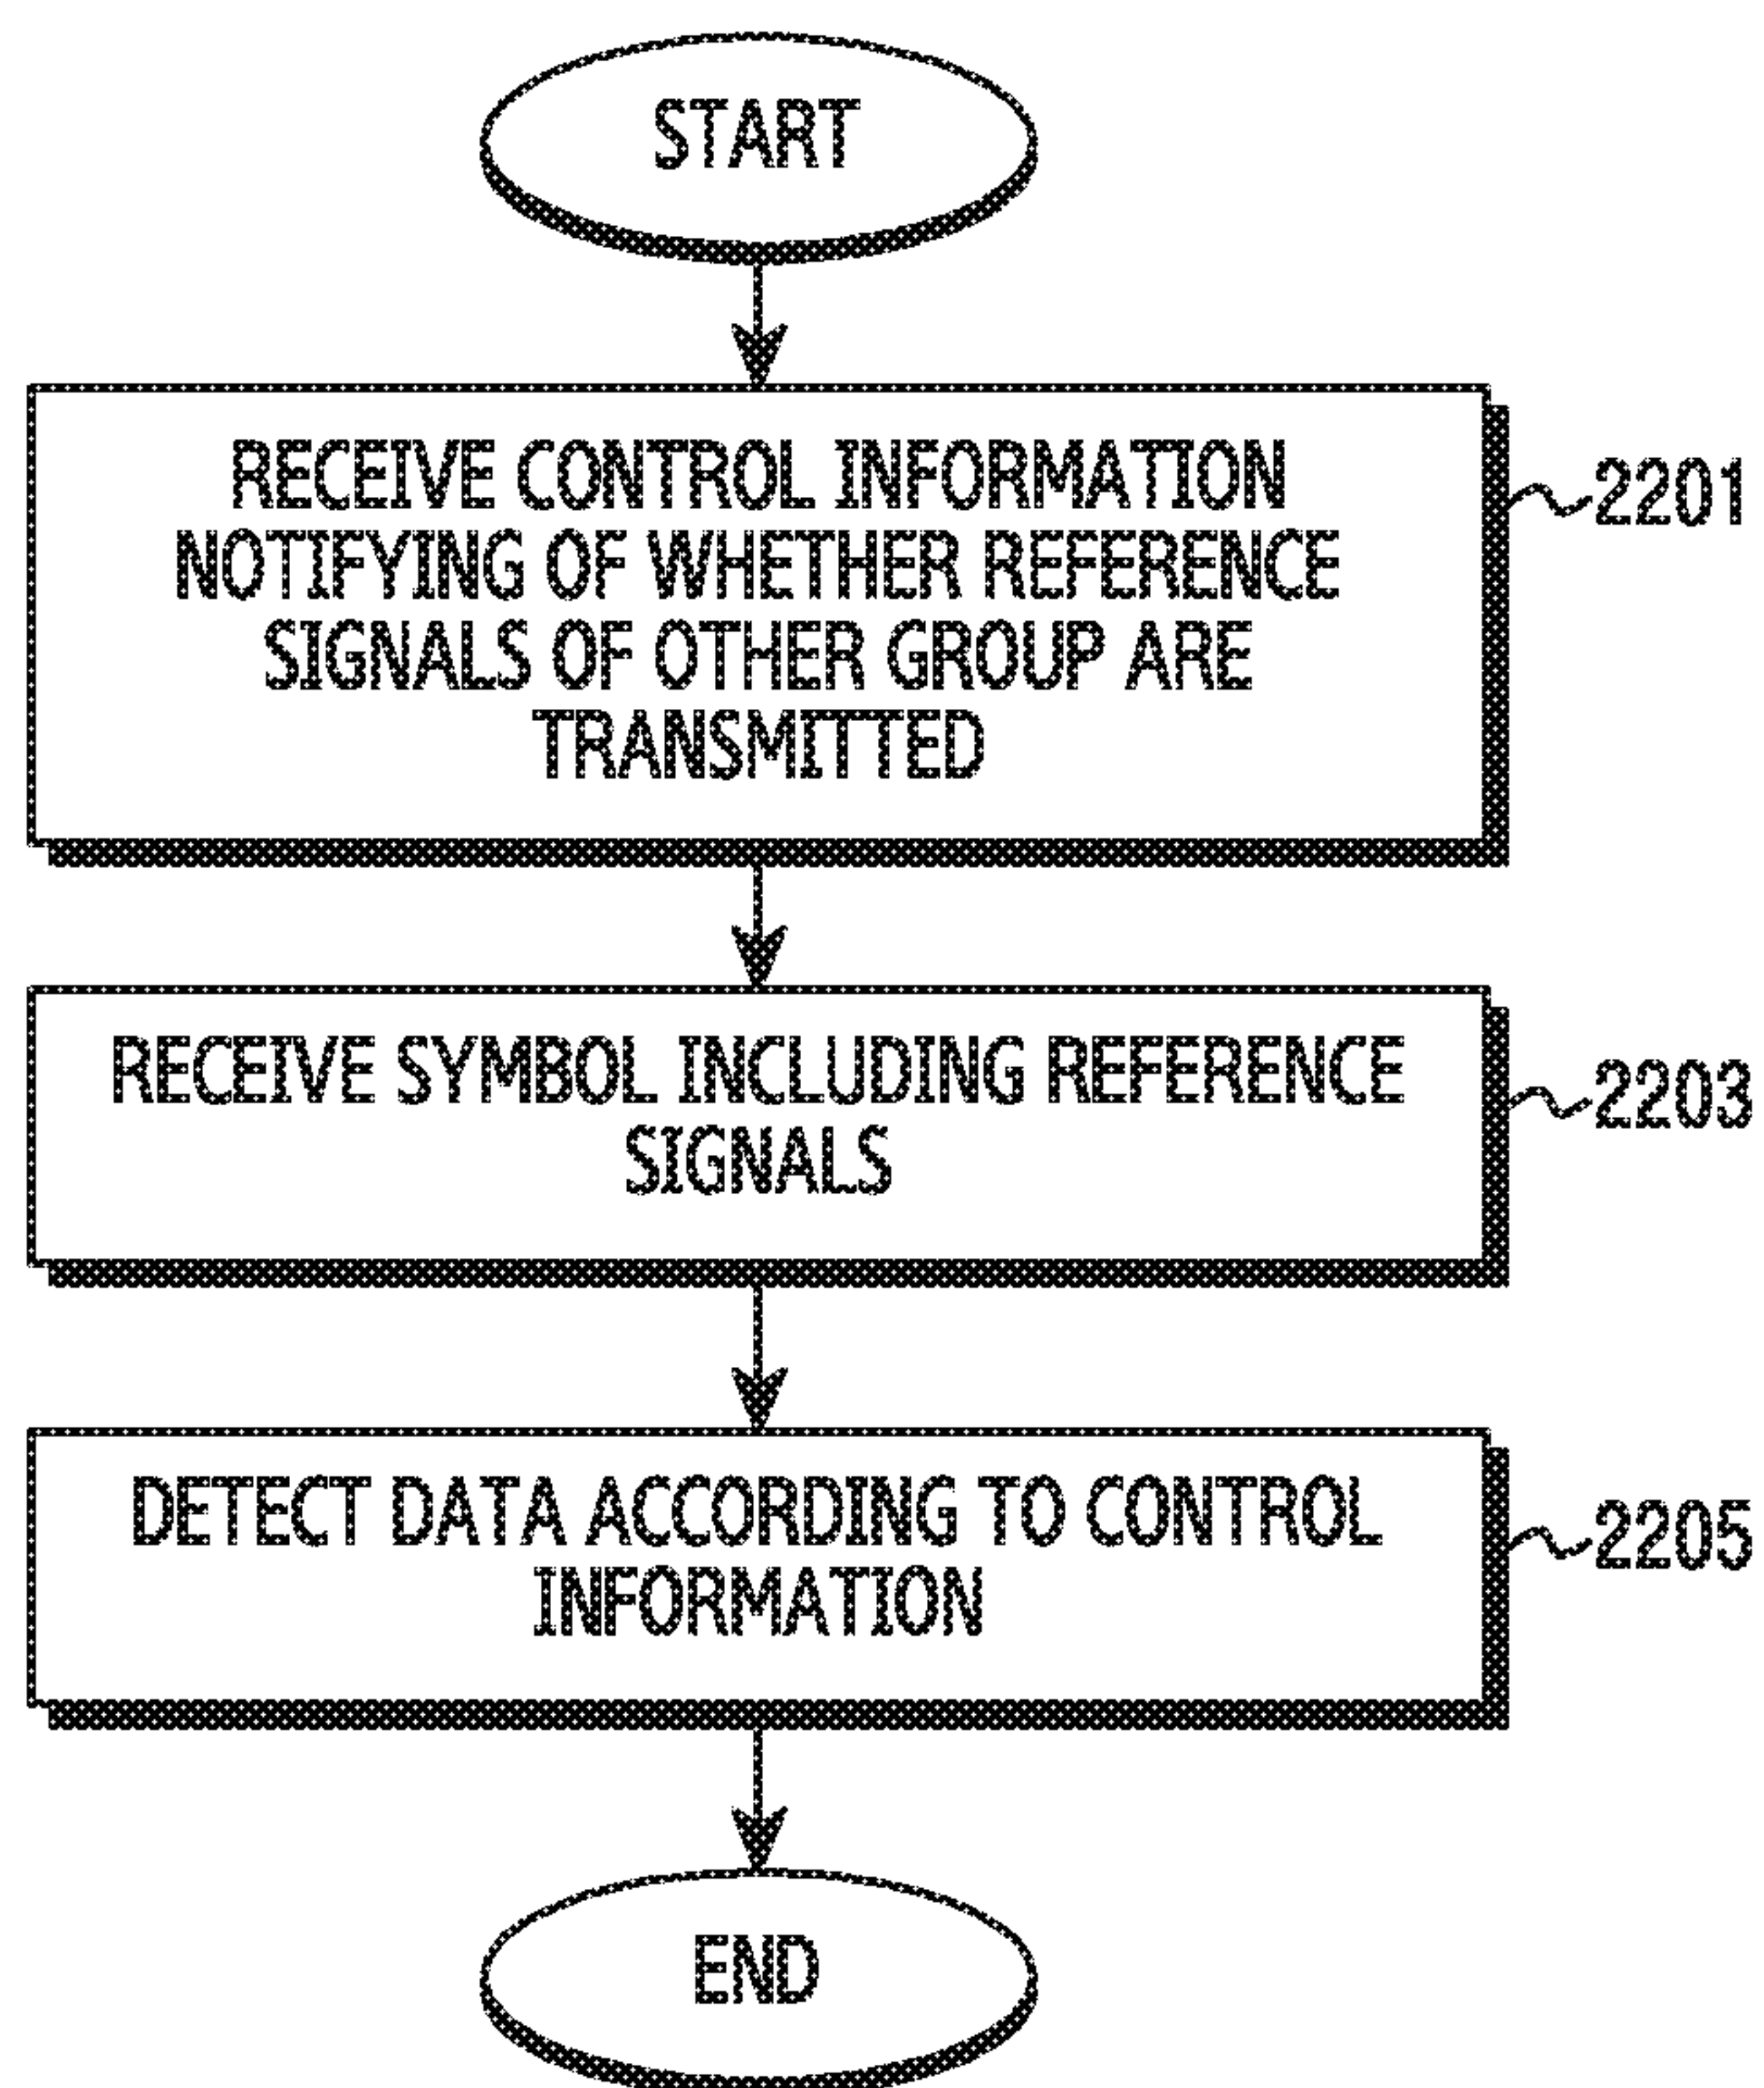 START
RECEIVE CONTROL INFORMATION
NOTIFYING OF WHETHER REFERENCE
SIGNALS OF OTHER GROUP ARE
TRANSMITTED
2201
RECEIVE SYMBOL INCLUDING REFERENCE
SIGNALS
2203
DETECT DATA ACCORDING TO CONTROL
INFORMATION
2205
END